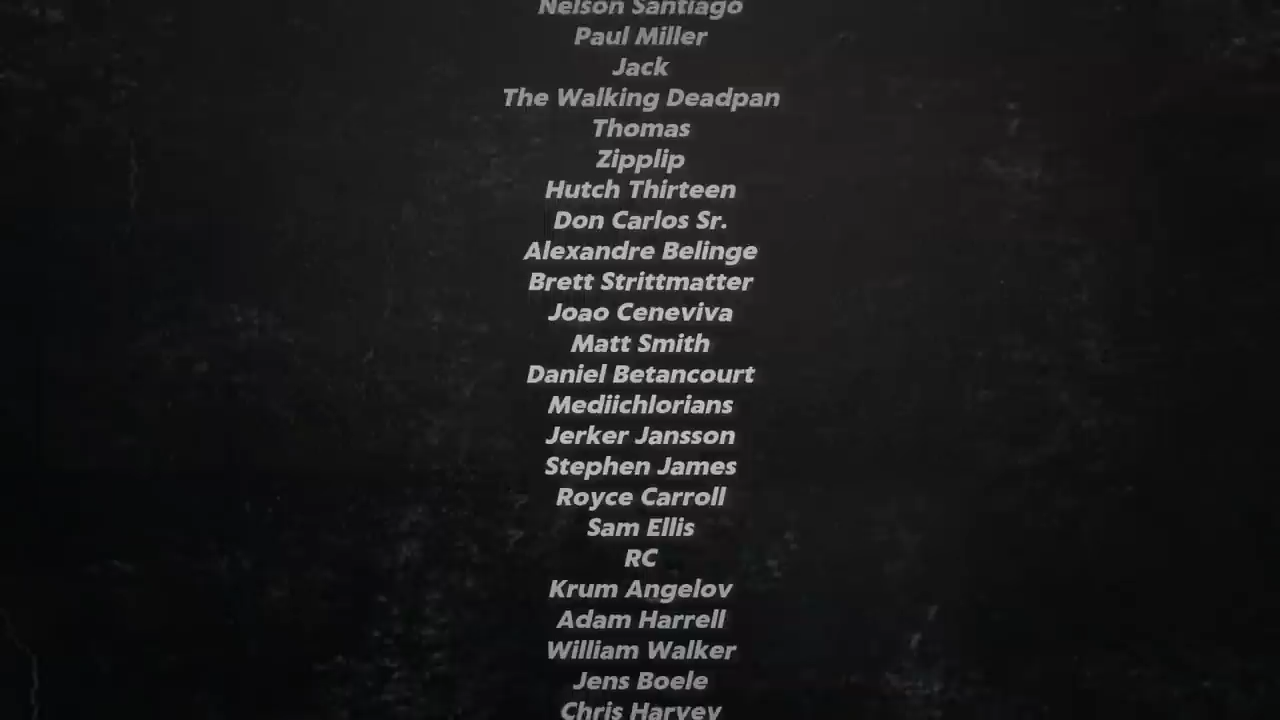 Nelson Santiago
Paul Miller
Jack
The Walking Deadpan
Thomas
Zipplip
Hutch Thirteen
Don Carlos Sr.
Alexandre Belinge
Brett Strittmatter
Joao Ceneviva
Matt Smith
Daniel Betancourt
Mediichlorians
Jerker Jansson
Stephen James
Royce Carroll
Sam Ellis
RC
Krum Angelov
Adam Harrell
William Walker
Jens Boele
Chris Harvey